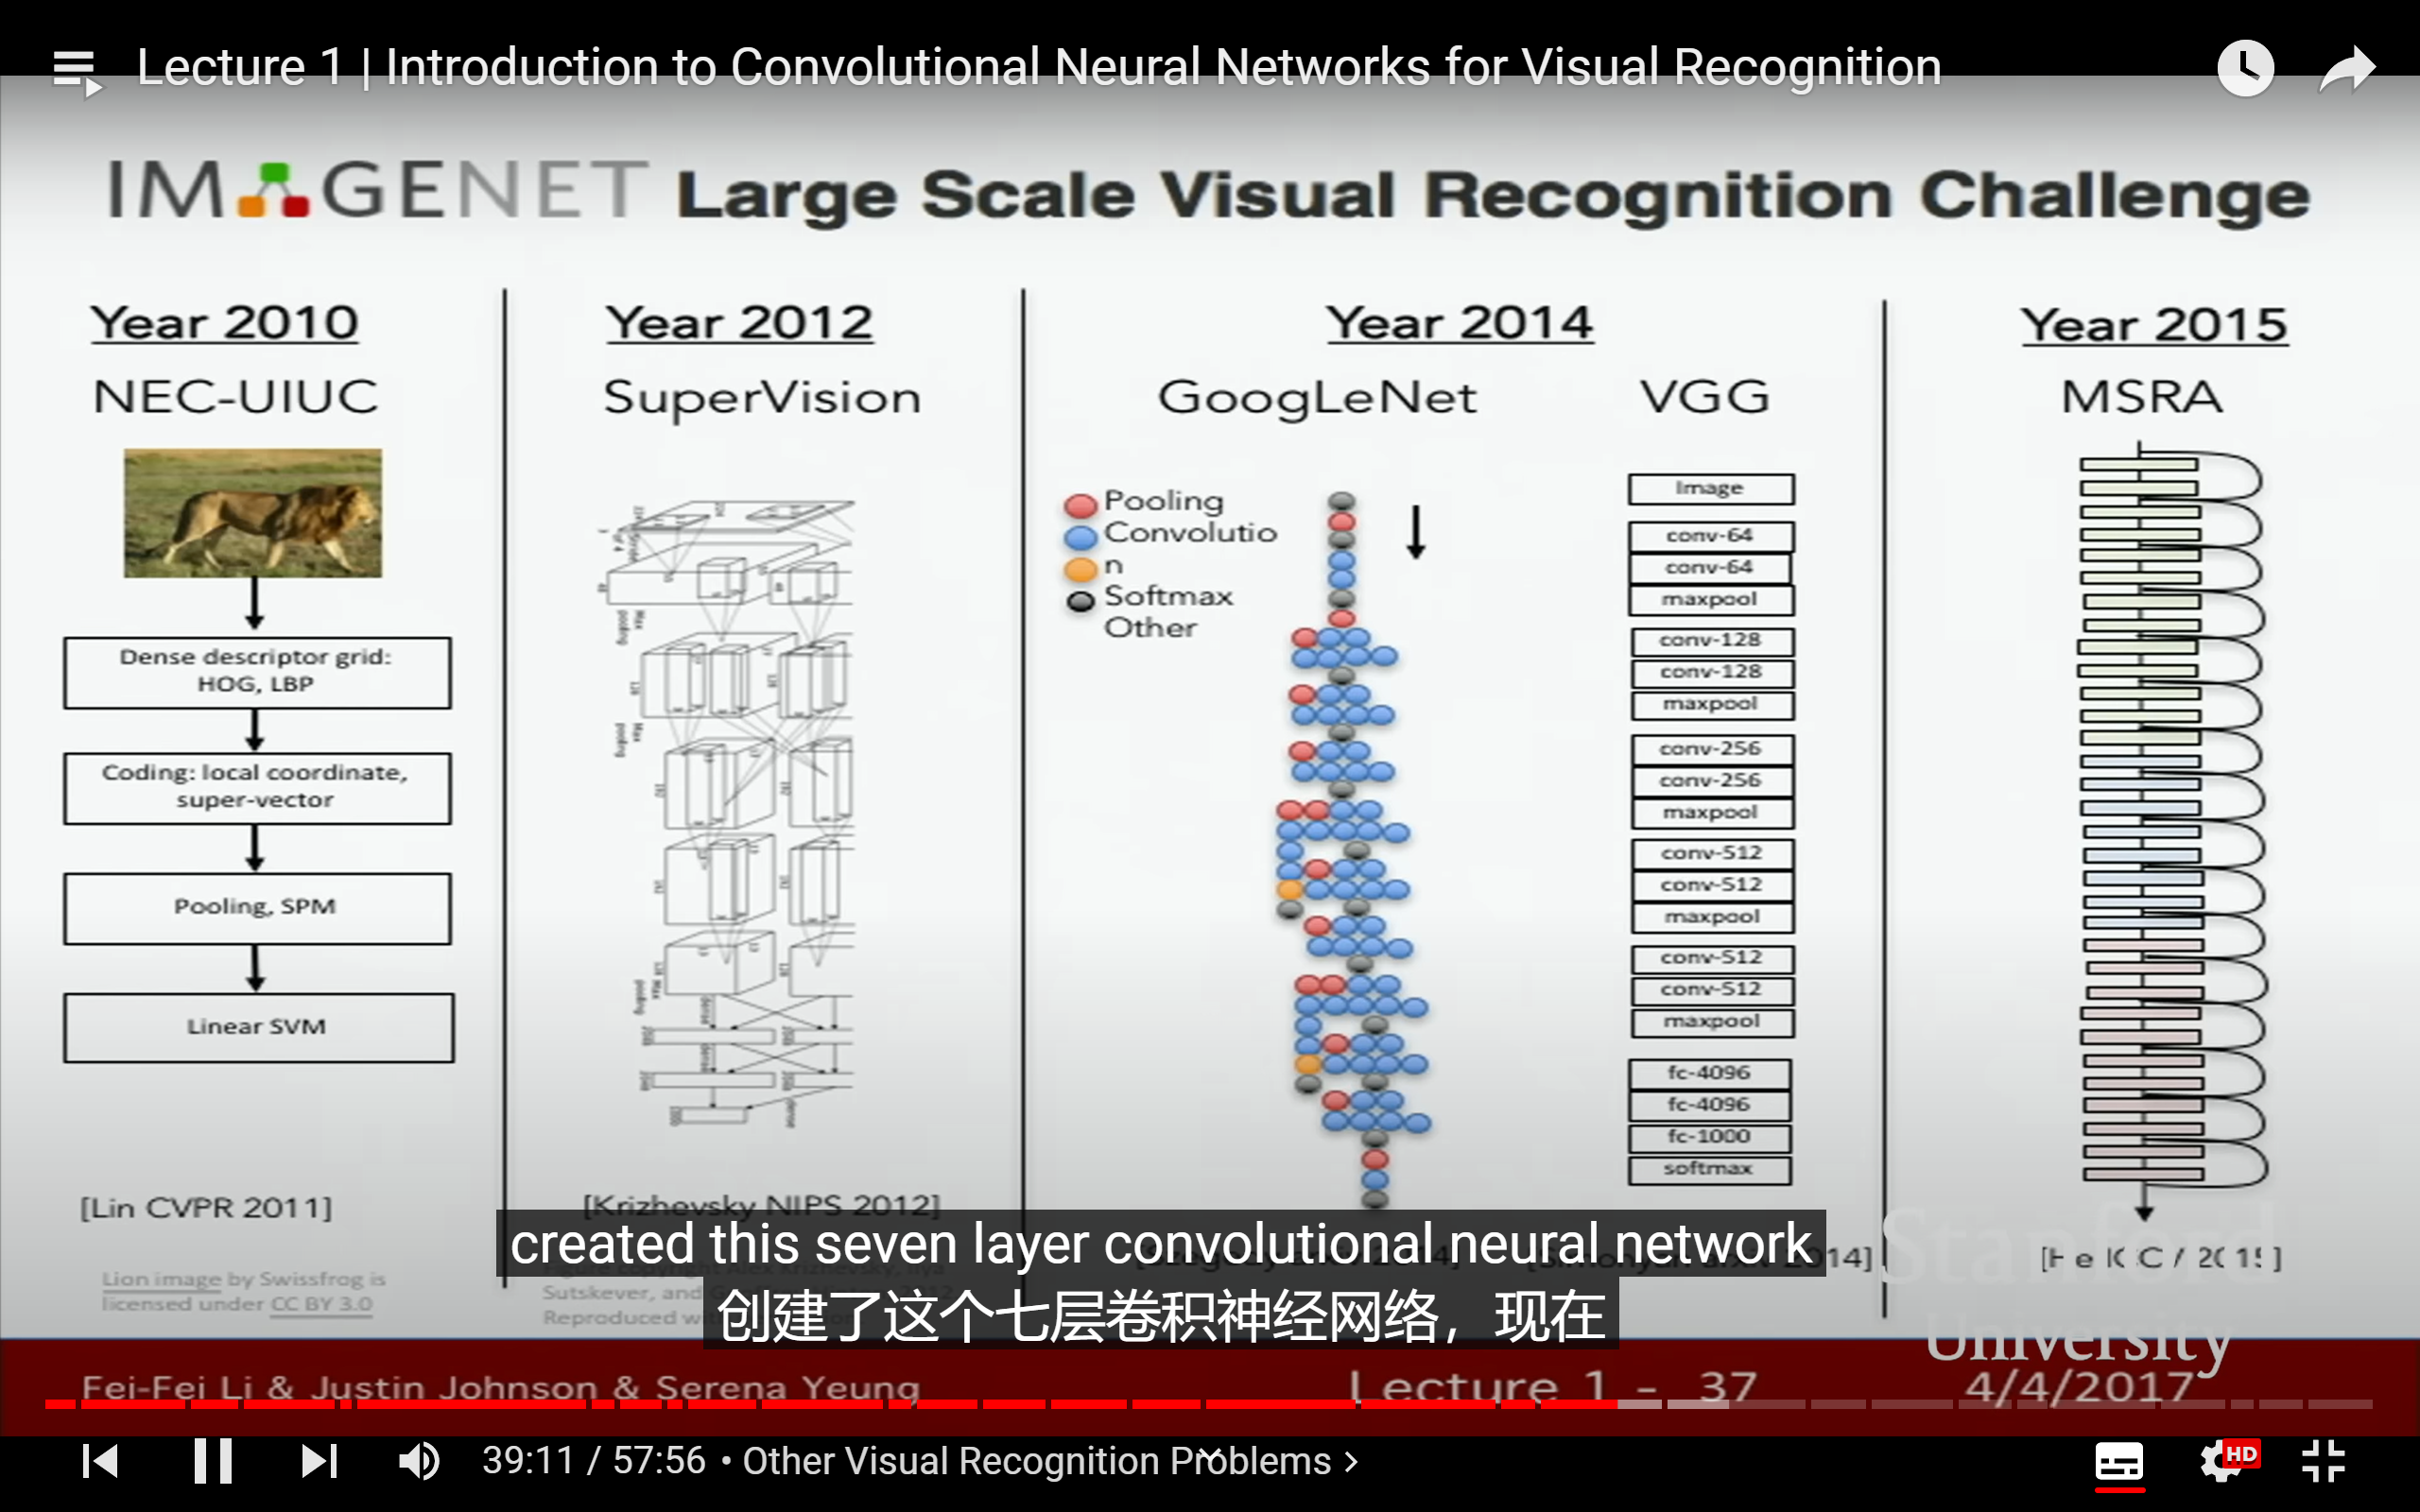 Lecture 1 | Introduction to Convolutional Neural Networks for Visual Recognition
IMAGENET Large Scale Visual Recognition Challenge
Year 2010
NEC-UIUC
Dense descriptor grid:
HOG, LBP
Coding: local coordinate,
super-vector
Pooling, SPM
Linear SVM
[Lin CVPR 2011]
Lion image by Swissfrog is
licensed under CC BY 3.0
Year 2012
SuperVision
[Krizhevsky NIPS 2012]
Sutskever, and
Reproduced
Year 2014
GoogLeNet
Pooling
Convolutio
n
Softmax
Other
VGG
Image
conv-64
conv-64
maxpool
conv-128
conv-128
maxpool
conv-256
conv-256
maxpool
conv-512
conv-512
maxpool
conv-512
conv-512
maxpool
fc-4096
fc-4096
fc-1000
softmax
Year 2015
MSRA
[He ICCV 2015]
created this seven layer convolutional neural network
创建了这个七层卷积神经网络，现在
Stanford
University
Fei-Fei Li & Justin Johnson & Serena Yeung
Lecture 1 - 37
4/4/2017
39:11 / 57:56 • Other Visual Recognition Problems
HD